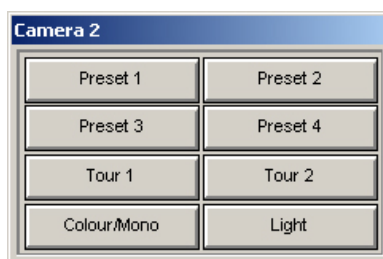 Camera 2
Preset 1 Preset 2
Preset 3 Preset 4
Tour 1 Tour 2
Colour/Mono Light